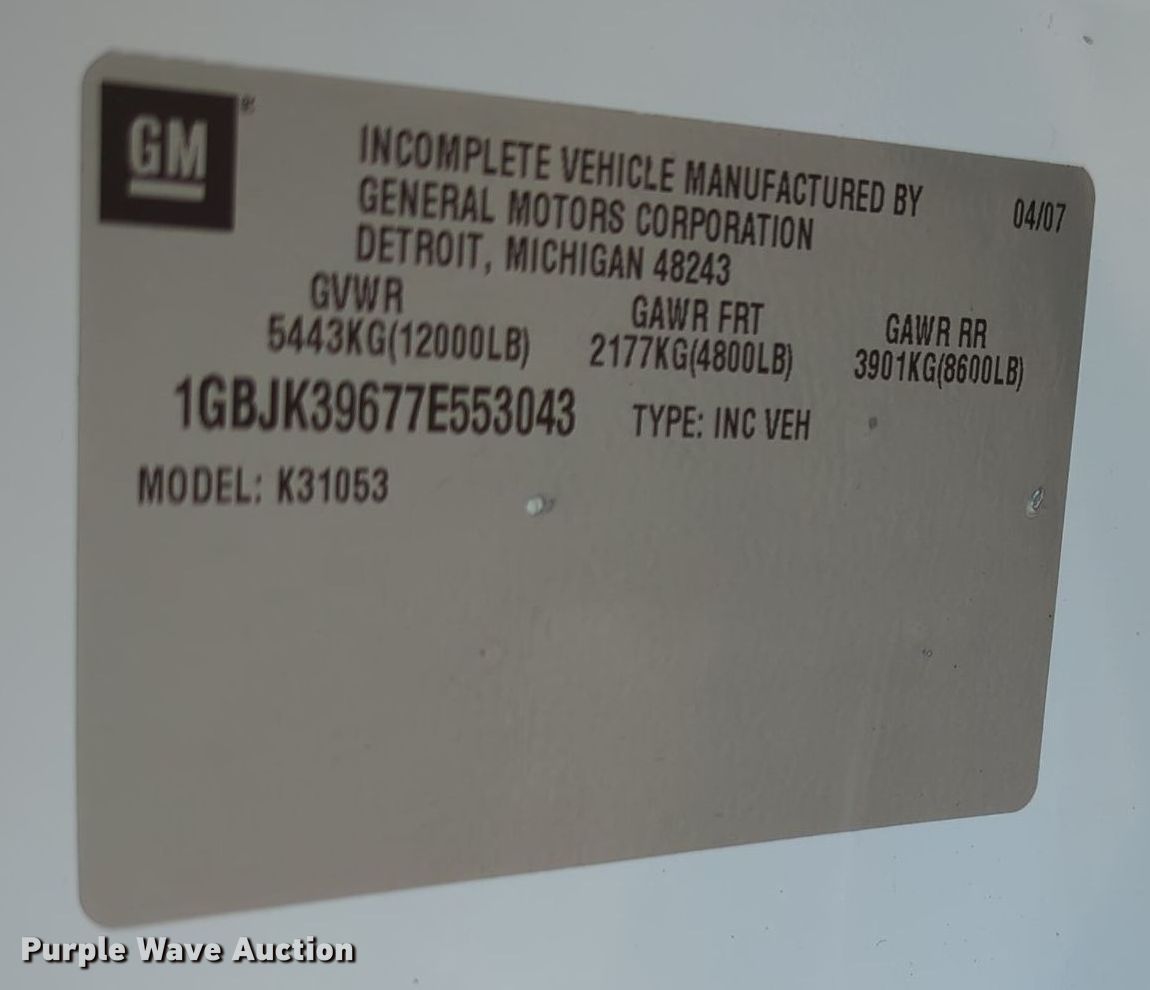 GM®
INCOMPLETE VEHICLE MANUFACTURED BY
GENERAL MOTORS CORPORATION
DETROIT, MICHIGAN 48243
04/07
GVWR
5443KG(12000LB)
GAWR FRT
2177KG(4800LB)
GAWR RR
3901KG(8600LB)
1GBJK39677E553043
TYPE: INC VEH
MODEL: K31053
Purple Wave Auction